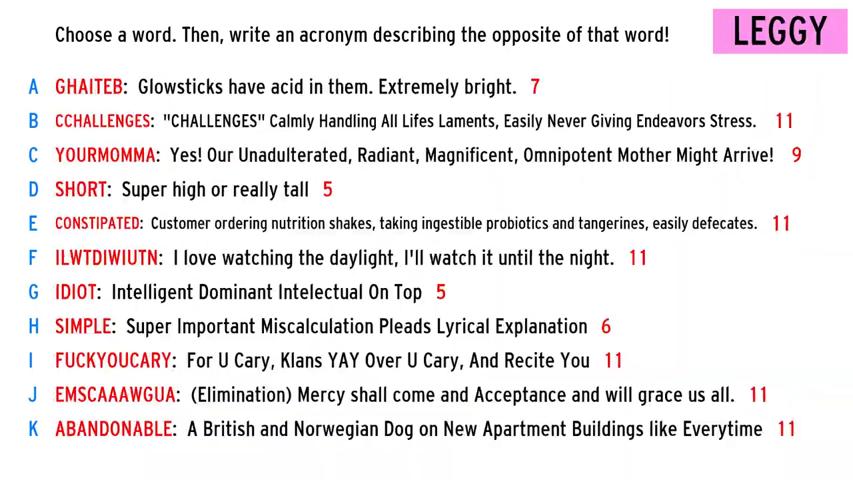 Choose a word. Then, write an acronym describing the opposite of that word!
LEGGY
A GHAITEB: Glowsticks have acid in them. Extremely bright. 7
B CCHALLENGES: "CHALLENGES" Calmly Handling All Lifes Laments, Easily Never Giving Endeavors Stress. 11
C YOURMOMMA: Yes! Our Unadulterated, Radiant, Magnificent, Omnipotent Mother Might Arrive! 9
D SHORT: Super high or really tall 5
E CONSTIPATED: Customer ordering nutrition shakes, taking ingestible probiotics and tangerines, easily defecates. 11
F ILWTDIWIUTN: I love watching the daylight, I'll watch it until the night. 11
G IDIOT: Intelligent Dominant Intelectual On Top 5
H SIMPLE: Super Important Miscalculation Pleads Lyrical Explanation 6
I FUCKYOUCARY: For U Cary, Klans YAY Over U Cary, And Recite You 11
J EMSCAAAWGUA: (Elimination) Mercy shall come and Acceptance and will grace us all. 11
K ABANDONABLE: A British and Norwegian Dog on New Apartment Buildings like Everytime 11